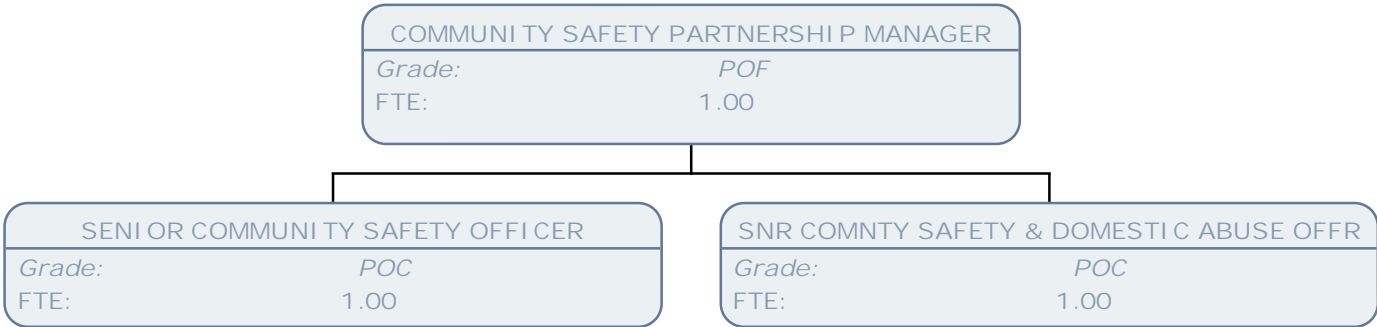 COMMUNITY SAFETY PARTNERSHIP MANAGER
Grade: POF
FTE: 1.00
SENIOR COMMUNITY SAFETY OFFICER
Grade: POC
FTE: 1.00
SNR COMNTY SAFETY & DOMESTIC ABUSE OFFR
Grade: POC
FTE: 1.00